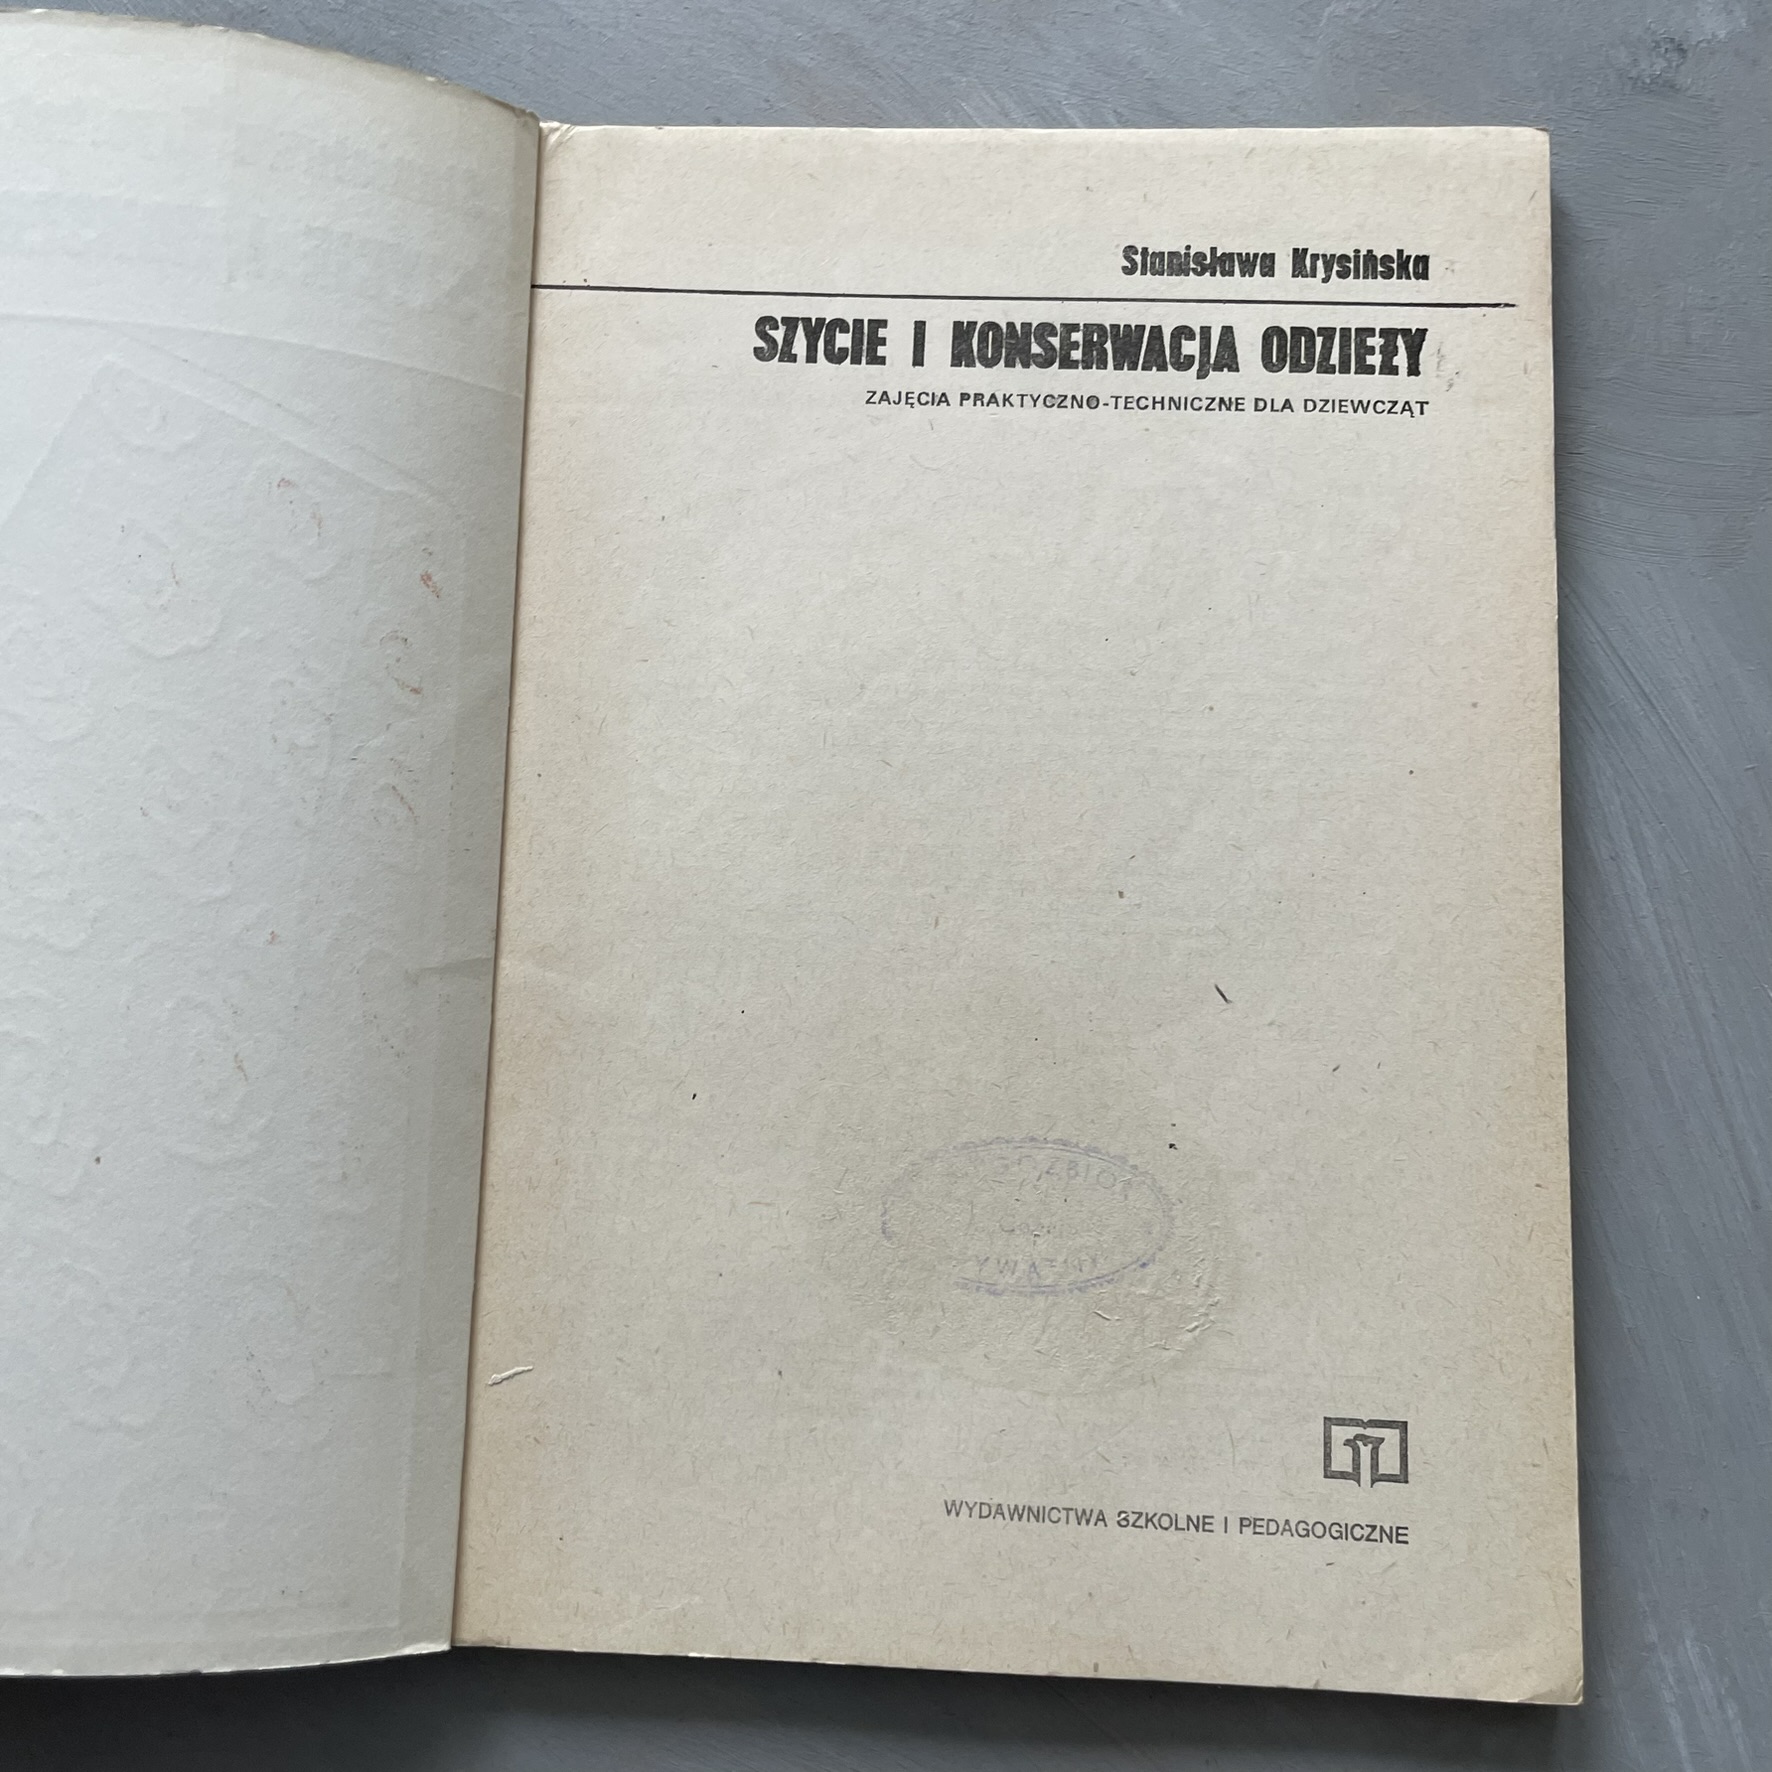 Stanisława Krysińska
SZYCIE I KONSERWACJA ODZIEŻY
ZAJĘCIA PRAKTYCZNO-TECHNICZNE DLA DZIEWCZĄT
WYDAWNICTWA SZKOLNE I PEDAGOGICZNE